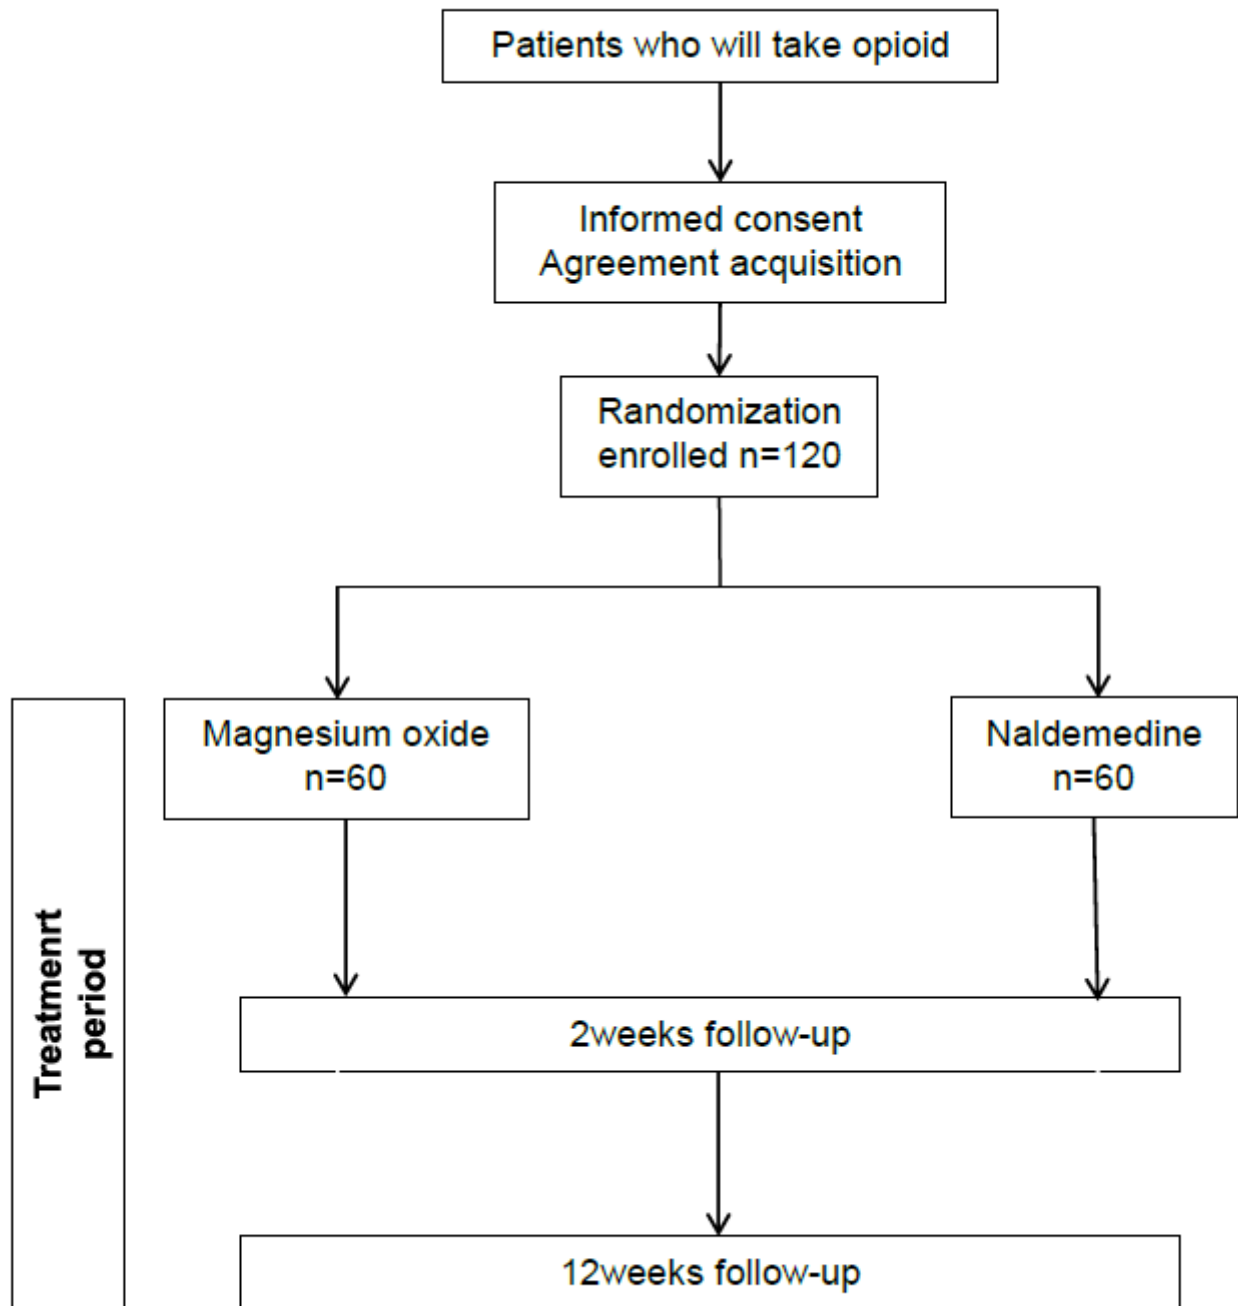 Patients who will take opioid
Informed consent
Agreement acquisition
Randomization
enrolled n=120
Magnesium oxide
n=60
Naldemedine
n=60
Treatmenrt
period
2weeks follow-up
12weeks follow-up